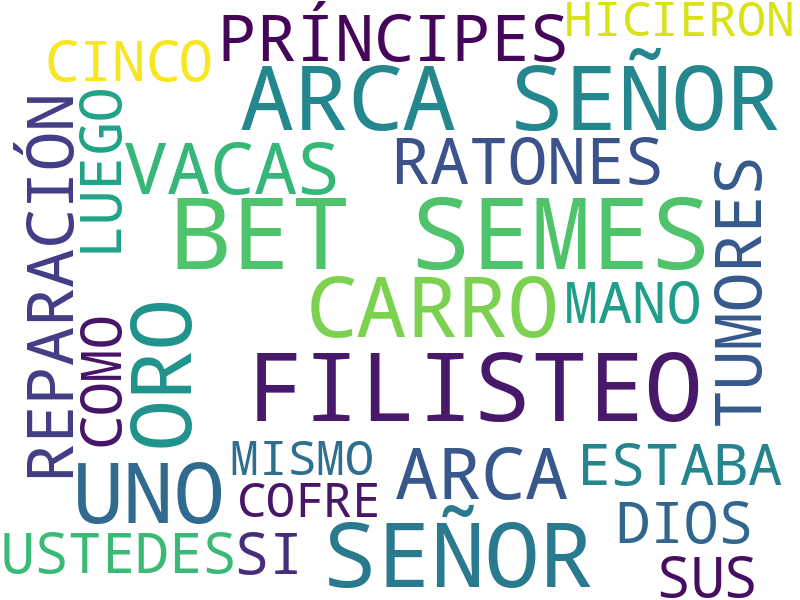 HICIERON
PRÍNCIPES
CINCO
ARCA SEÑOR
LUEGO
REPARACIÓN
VACAS
RATONES
TUMORES
BET SEMES
CARRO
MANO
ORO
COMO
FILISTEO
MISMO
ARCA
ESTABA
UNO
COFRE
DIOS
SEÑOR
USTEDES
SI
SUS